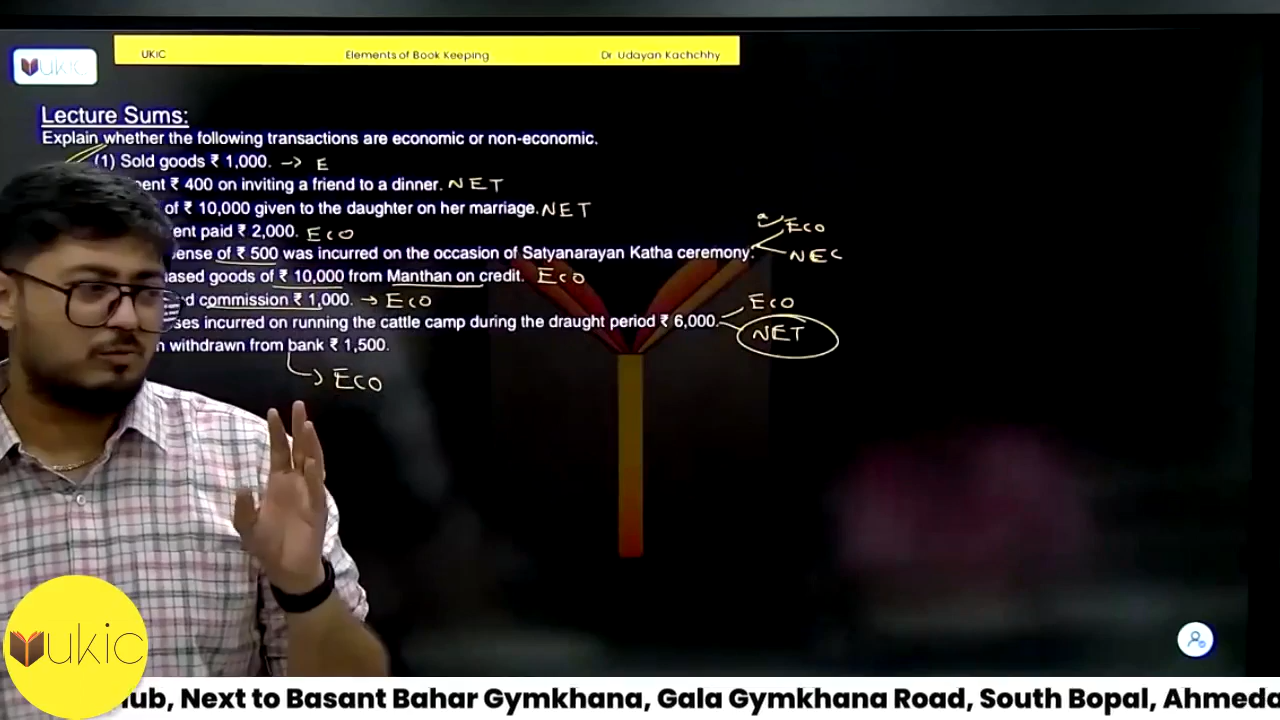 UKIC Elements of Book Keeping Dr. Udayan Kachchhy
ukic
Lecture Sums:
Explain whether the following transactions are economic or non-economic.
(1) Sold goods ₹ 1,000. → E
ent ₹ 400 on inviting a friend to a dinner. NET
of ₹ 10,000 given to the daughter on her marriage. NET
ent paid ₹ 2,000. Eco
Eco
ense of ₹ 500 was incurred on the occasion of Satyanarayan Katha ceremony.
NEC
ased goods of ₹ 10,000 from Manthan on credit. Eco
d commission ₹ 1,000. → Eco
Eco
ses incurred on running the cattle camp during the draught period ₹ 6,000.
NET
withdrawn from bank ₹ 1,500.
Eco
ukic
Hub, Next to Basant Bahar Gymkhana, Gala Gymkhana Road, South Bopal, Ahmeda